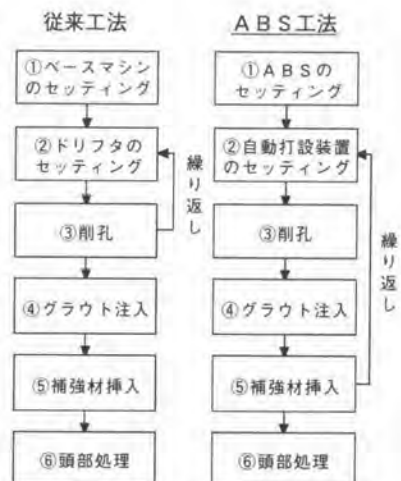 従来工法
①ベースマシン
のセッティング
②ドリフタの
セッティング
繰り返し
③削孔
④グラウト注入
⑤補強材挿入
⑥頭部処理
ABS工法
①ABSの
セッティング
②自動打設装置
のセッティング
繰り返し
③削孔
④グラウト注入
⑤補強材挿入
⑥頭部処理